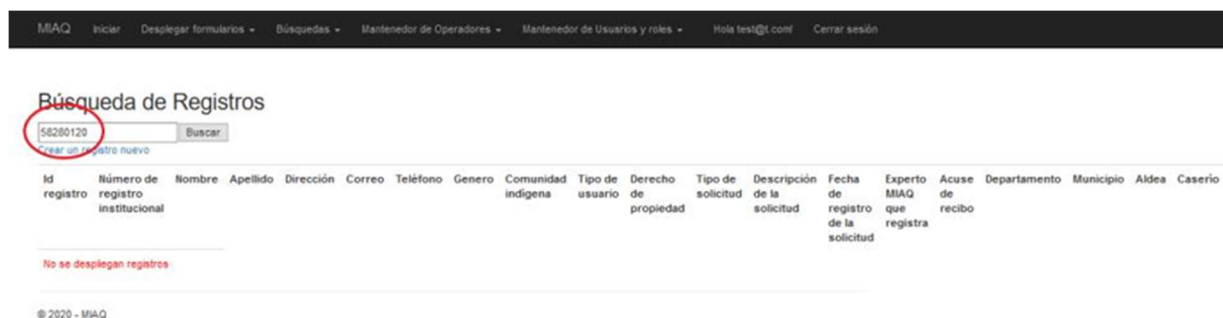 MIAQ Iniciar Desplegar formularios Búsquedas Mantenedor de Operadores Mantenedor de Usuarios y roles Hola test@t.com! Cerrar sesión
Búsqueda de Registros
58280120 Buscar
Crear un registro nuevo
Id registro
Número de registro institucional
Nombre
Apellido
Dirección
Correo
Teléfono
Genero
Comunidad indígena
Tipo de usuario
Derecho de propiedad
Tipo de solicitud
Descripción de la solicitud
Fecha de registro de la solicitud
Experto MIAQ que registra
Acuse de recibo
Departamento
Municipio
Aldea
Caserio
No se despliegan registros
© 2020 - MIAQ